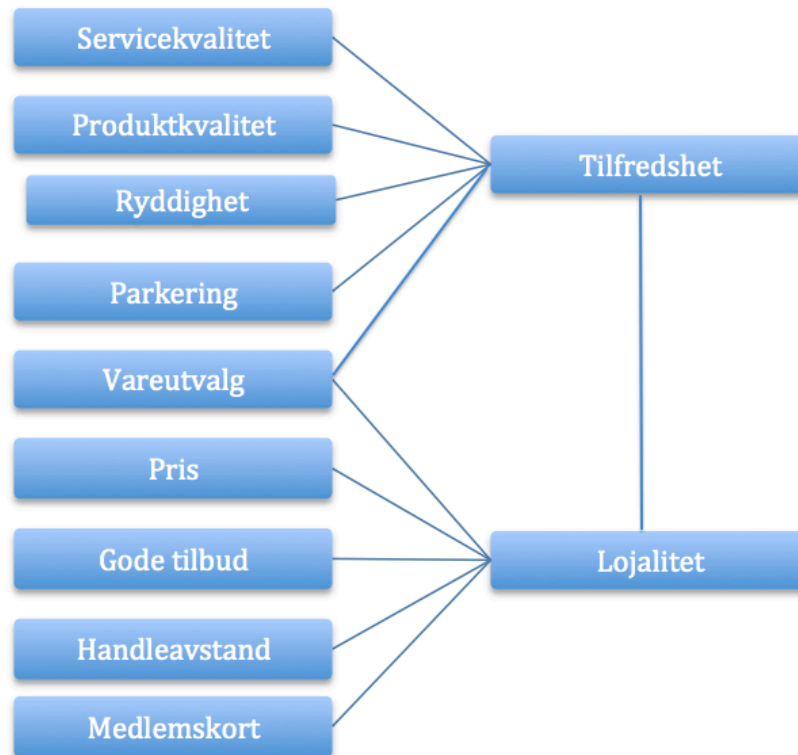 Servicekvalitet
Produktkvalitet
Ryddighet
Parkering
Vareutvalg
Pris
Gode tilbud
Handleavstand
Medlemskort
Tilfredshet
Lojalitet